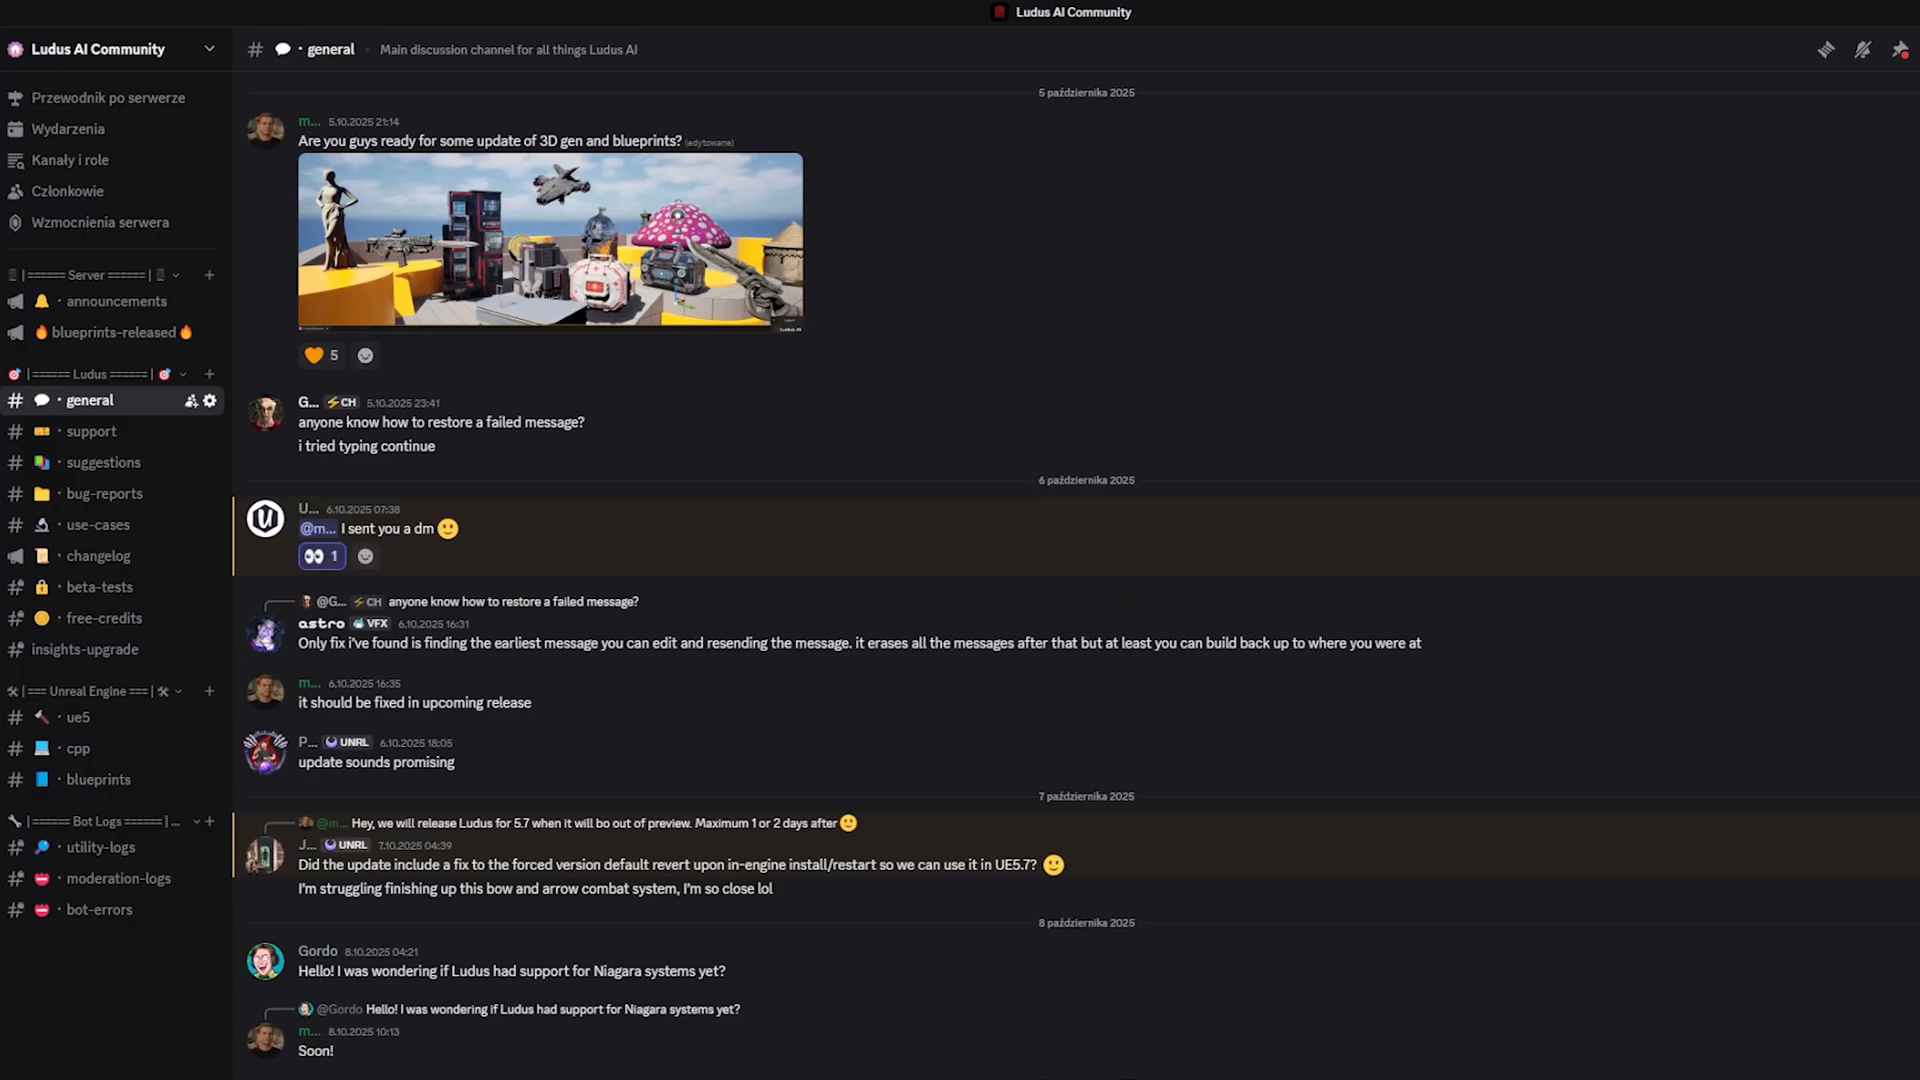 Ludus AI Community
Ludus AI Community
Przewodnik po serwerze
Wydarzenia
Kanały i role
Członkowie
Wzmocnienia serwera
| ====== Server ====== |
announcements
blueprints-released
| ====== Ludus ====== |
general
support
suggestions
bug-reports
use-cases
changelog
beta-tests
free-credits
insights-upgrade
| === Unreal Engine === |
ue5
cpp
blueprints
| ====== Bot Logs ====== | ...
utility-logs
moderation-logs
bot-errors
general
Main discussion channel for all things Ludus AI
5 października 2025
m... 5.10.2025 21:14
Are you guys ready for some update of 3D gen and blueprints? (edytowane)
5
G... CH 5.10.2025 23:41
anyone know how to restore a failed message?
i tried typing continue
6 października 2025
U... 6.10.2025 07:38
@m... I sent you a dm
1
@G... CH anyone know how to restore a failed message?
astro VFX 6.10.2025 16:31
Only fix i've found is finding the earliest message you can edit and resending the message. it erases all the messages after that but at least you can build back up to where you were at
m... 6.10.2025 16:35
it should be fixed in upcoming release
P... UNRL 6.10.2025 18:05
update sounds promising
7 października 2025
@m... Hey, we will release Ludus for 5.7 when it will bo out of preview. Maximum 1 or 2 days after
J... UNRL 7.10.2025 04:39
Did the update include a fix to the forced version default revert upon in-engine install/restart so we can use it in UE5.7?
I'm struggling finishing up this bow and arrow combat system, I'm so close lol
8 października 2025
Gordo 8.10.2025 04:21
Hello! I was wondering if Ludus had support for Niagara systems yet?
@Gordo Hello! I was wondering if Ludus had support for Niagara systems yet?
m... 8.10.2025 10:13
Soon!